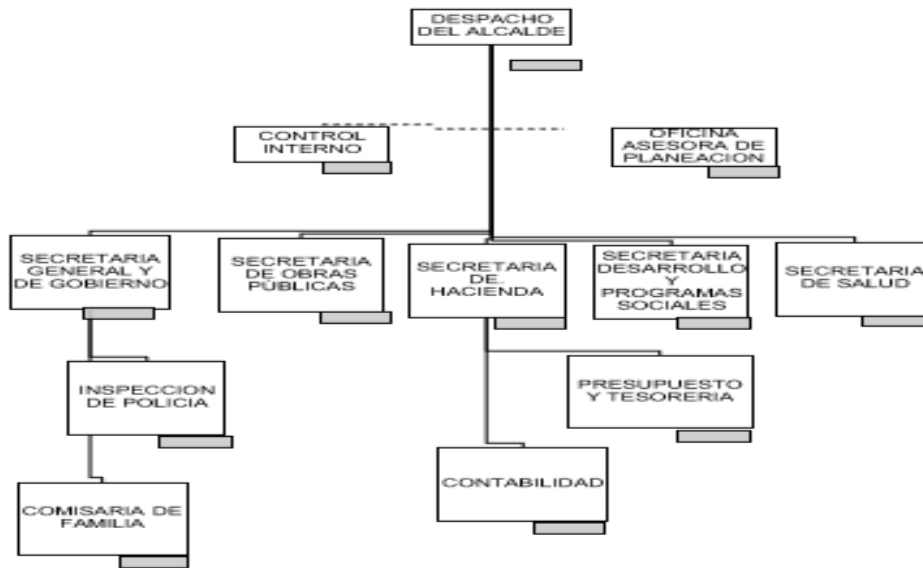 DESPACHO
DEL ALCALDE
CONTROL
INTERNO
OFICINA
ASESORA DE
PLANEACION
SECRETARIA
GENERAL Y
DE GOBIERNO
SECRETARIA
DE OBRAS
PÚBLICAS
SECRETARIA
DE.
HACIENDA
SECRETARIA
DESARROLLO
Y
PROGRAMAS
SOCIALES
SECRETARIA
DE SALUD
INSPECCION
DE POLICIA
PRESUPUESTO
Y TESORERIA
CONTABILIDAD
COMISARIA DE
FAMILIA